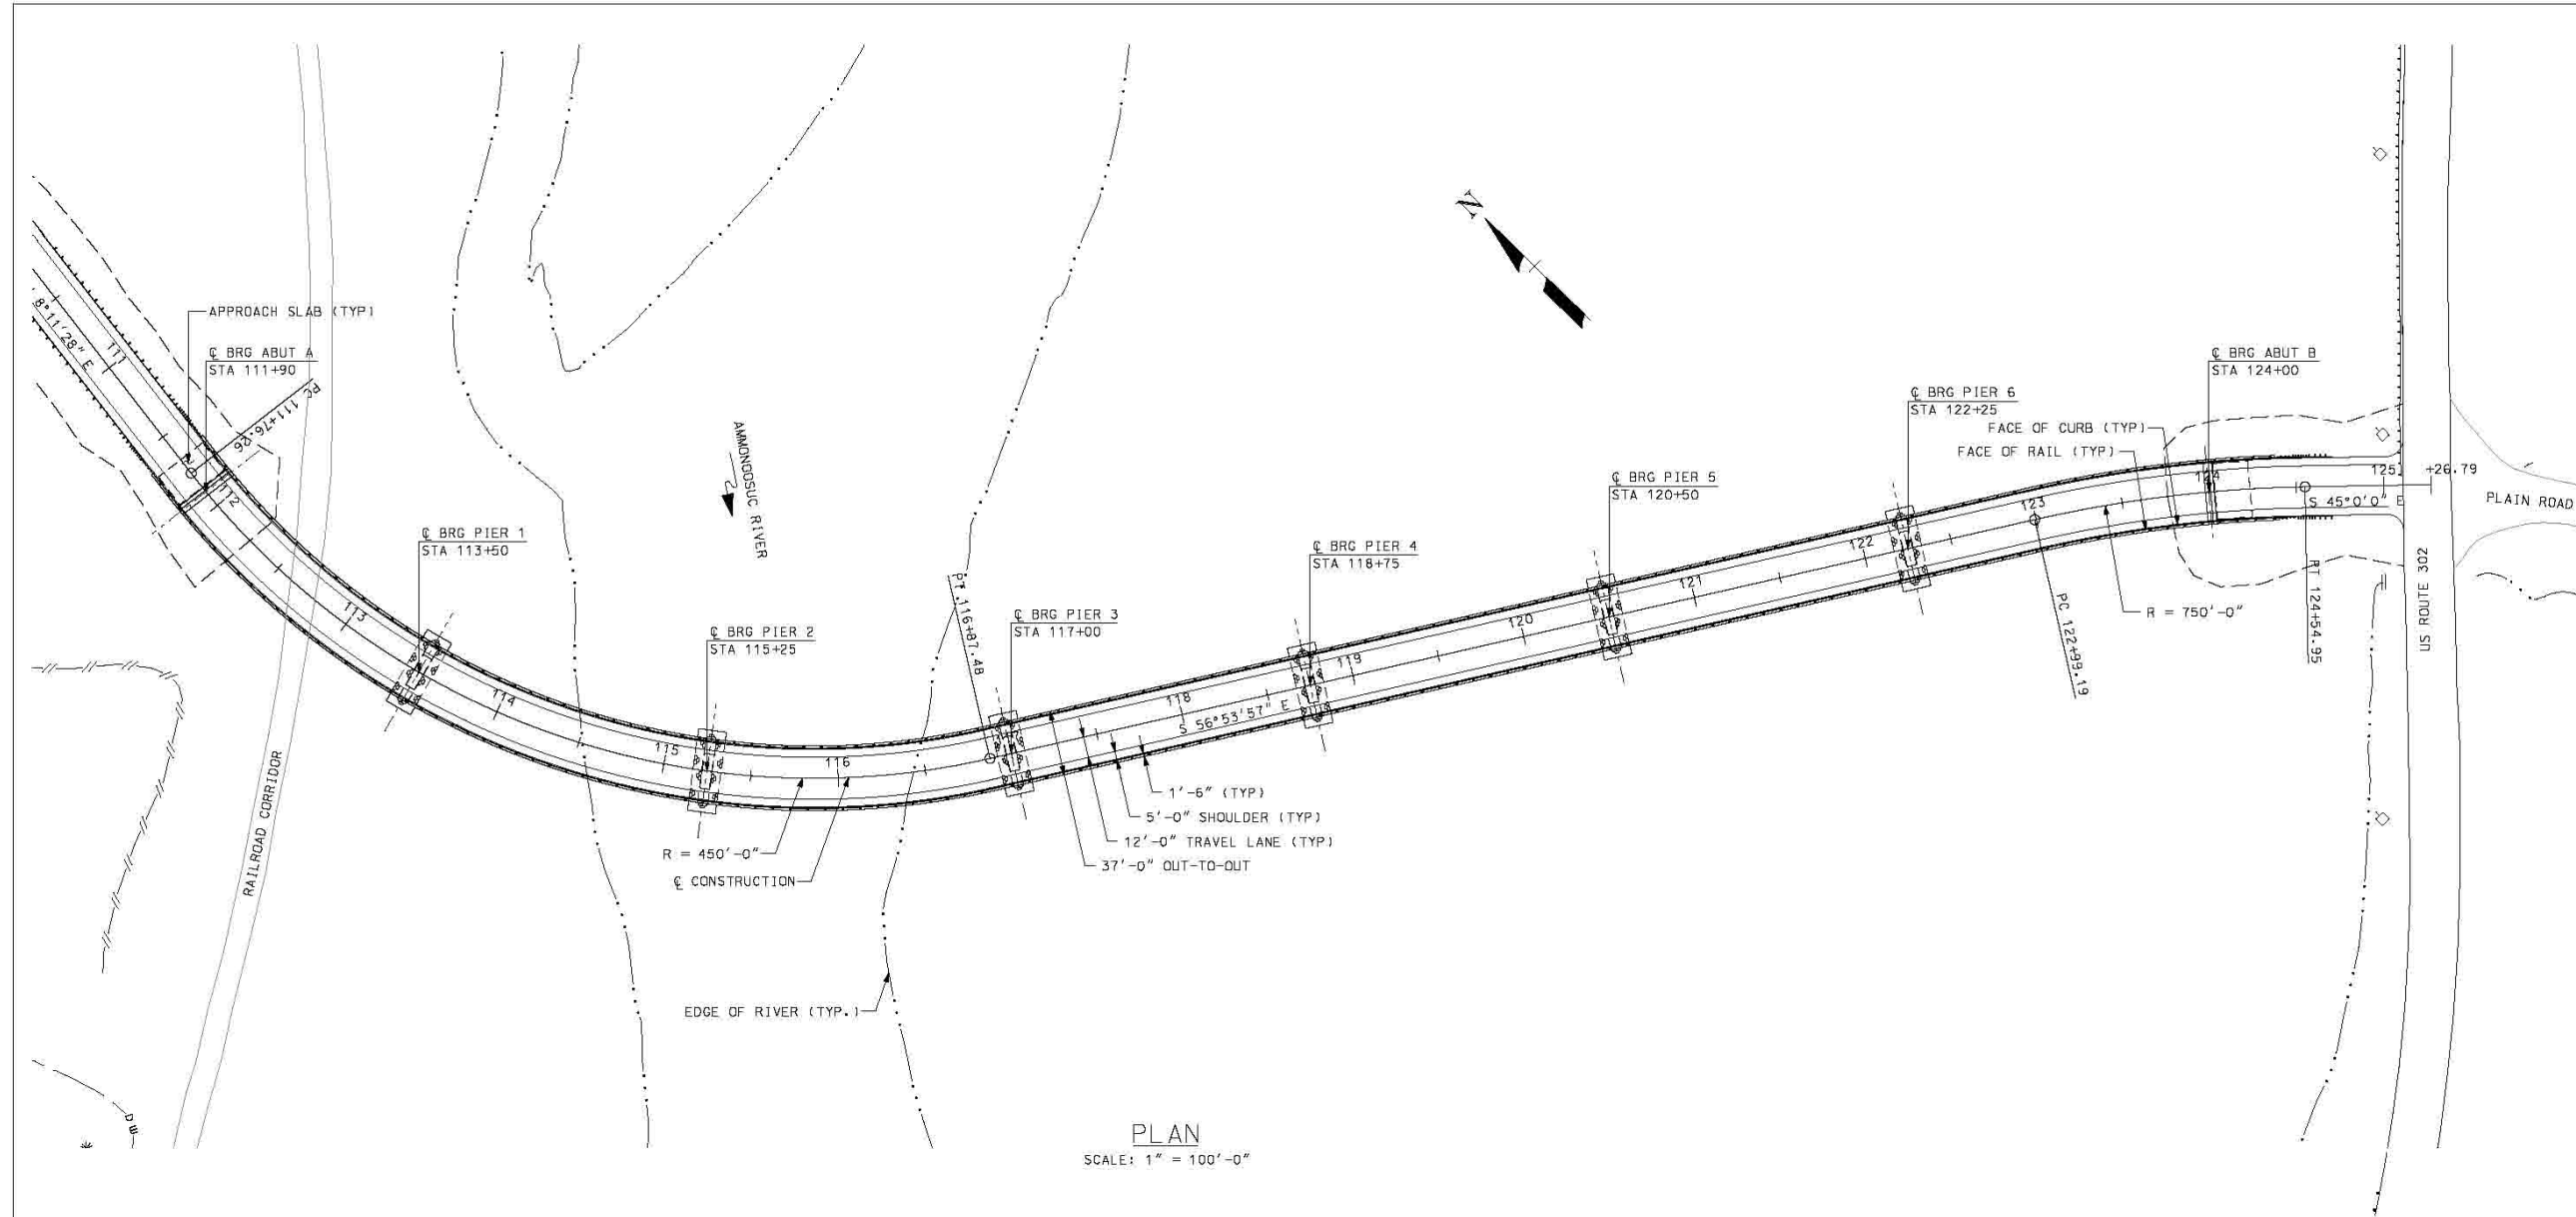 N
APPROACH SLAB (TYP)
℄ BRG ABUT A
STA 111+90
PC 111+76.26
8°11'28" E
111
112
113
114
115
116
118
119
120
121
122
123
124
125
+26.79
℄ BRG PIER 1
STA 113+50
AMMONOOSUC RIVER
℄ BRG PIER 2
STA 115+25
PT 116+87.48
℄ BRG PIER 3
STA 117+00
℄ BRG PIER 4
STA 118+75
℄ BRG PIER 5
STA 120+50
℄ BRG PIER 6
STA 122+25
℄ BRG ABUT B
STA 124+00
FACE OF CURB (TYP)
FACE OF RAIL (TYP)
S 45°0'0" E
PLAIN ROAD
US ROUTE 302
PT 124+54.95
R = 750'-0"
PC 122+99.19
S 56°53'57" E
1'-6" (TYP)
5'-0" SHOULDER (TYP)
12'-0" TRAVEL LANE (TYP)
37'-0" OUT-TO-OUT
R = 450'-0"
℄ CONSTRUCTION
RAILROAD CORRIDOR
EDGE OF RIVER (TYP.)
DW
PLAN
SCALE: 1" = 100'-0"